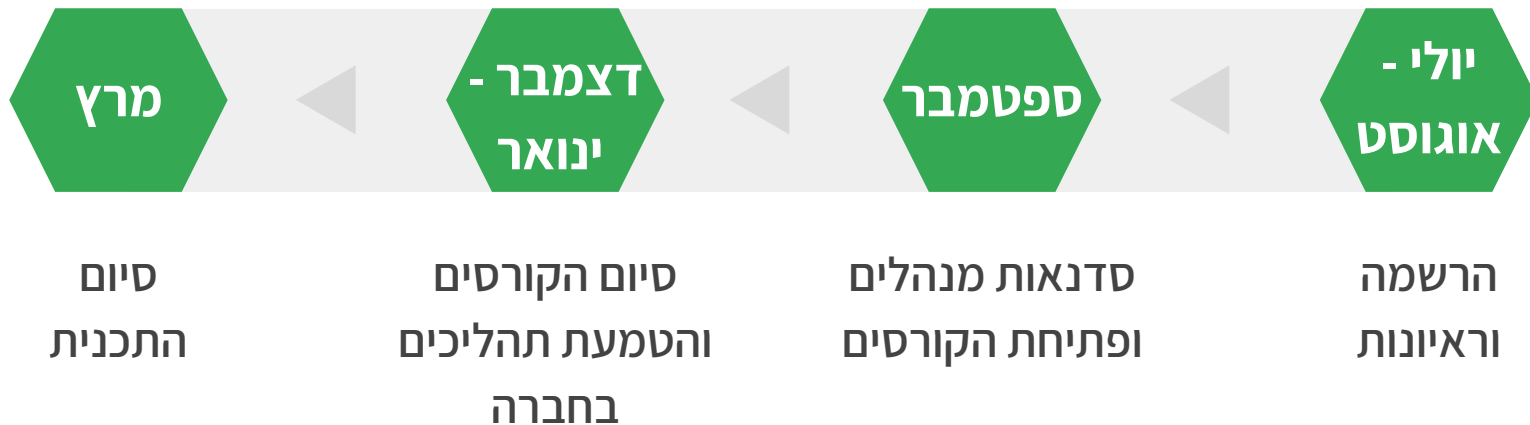 יולי -
אוגוסט
ספטמבר
דצמבר -
ינואר
מרץ
הרשמה
וראיונות
סדנאות מנהלים
ופתיחת הקורסים
סיום הקורסים
והטמעת תהליכים
בחברה
סיום
התכנית